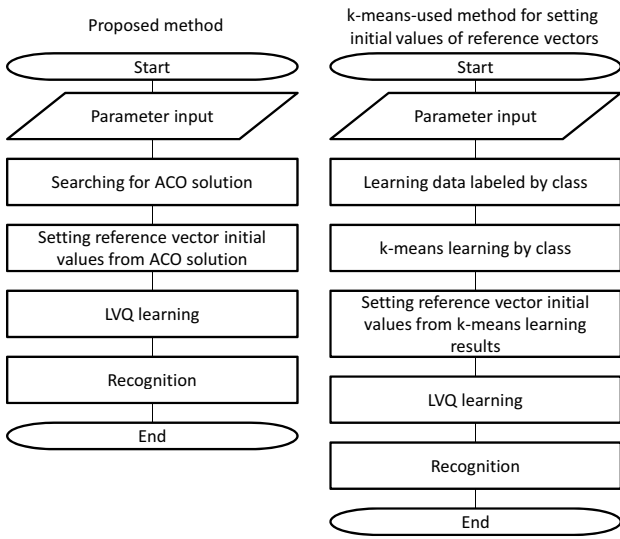 Proposed method
Start
Parameter input
Searching for ACO solution
Setting reference vector initial
values from ACO solution
LVQ learning
Recognition
End
k-means-used method for setting
initial values of reference vectors
Start
Parameter input
Learning data labeled by class
k-means learning by class
Setting reference vector initial
values from k-means learning
results
LVQ learning
Recognition
End